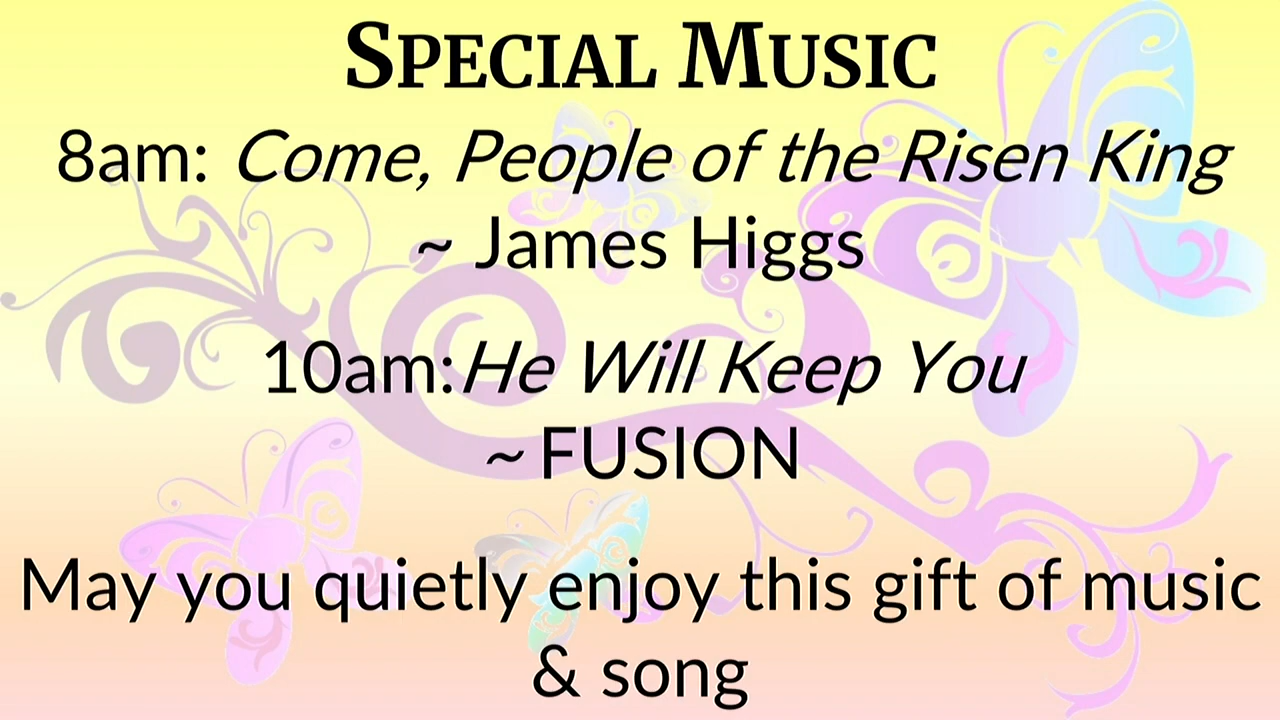 SPECIAL MUSIC
8am: Come, People of the Risen King
~ James Higgs
10am: He Will Keep You
~ FUSION
May you quietly enjoy this gift of music
& song